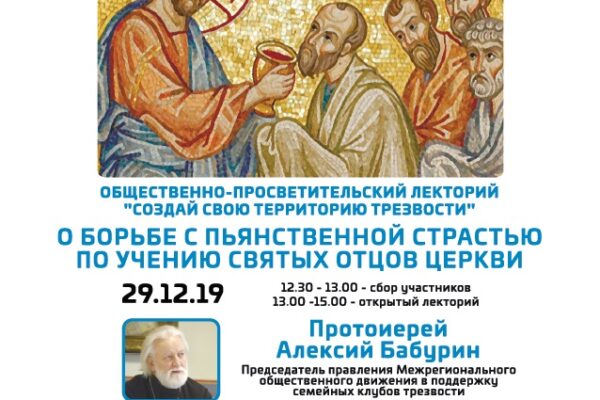 ОБЩЕСТВЕННО-ПРОСВЕТИТЕЛЬСКИЙ ЛЕКТОРИЙ
"СОЗДАЙ СВОЮ ТЕРРИТОРИЮ ТРЕЗВОСТИ"
О БОРЬБЕ С ПЬЯНСТВЕННОЙ СТРАСТЬЮ
ПО УЧЕНИЮ СВЯТЫХ ОТЦОВ ЦЕРКВИ
29.12.19
12.30 - 13.00 - сбор участников
13.00 -15.00 - открытый лекторий
Протоиерей
Алексий Бабурин
Председатель правления Межрегионального
общественного движения в поддержку
семейных клубов трезвости